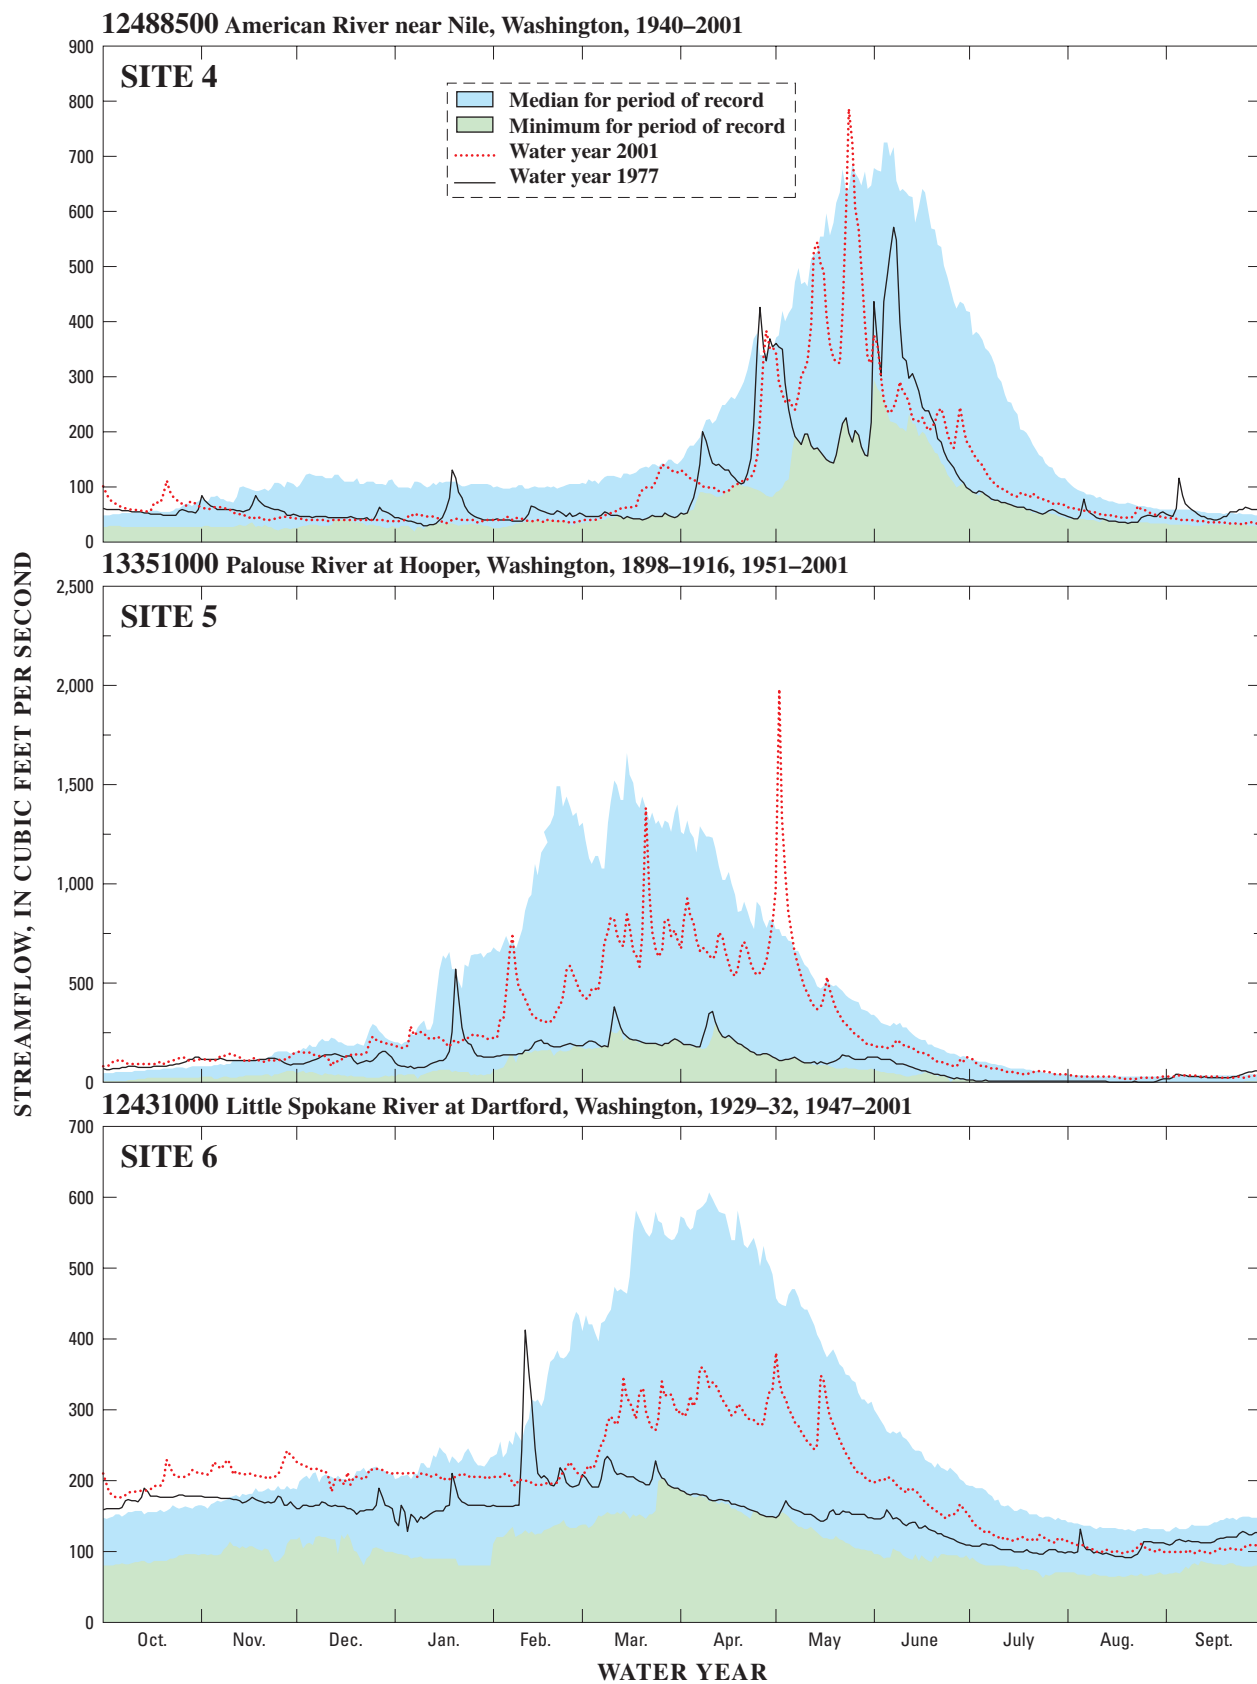 12488500 American River near Nile, Washington, 1940–2001
SITE 4
Median for period of record
Minimum for period of record
Water year 2001
Water year 1977
900
800
700
600
500
400
300
200
100
0
13351000 Palouse River at Hooper, Washington, 1898–1916, 1951–2001
SITE 5
2,500
2,000
1,500
1,000
500
0
STREAMFLOW, IN CUBIC FEET PER SECOND
12431000 Little Spokane River at Dartford, Washington, 1929–32, 1947–2001
SITE 6
700
600
500
400
300
200
100
0
Oct. Nov. Dec. Jan. Feb. Mar. Apr. May June July Aug. Sept.
WATER YEAR